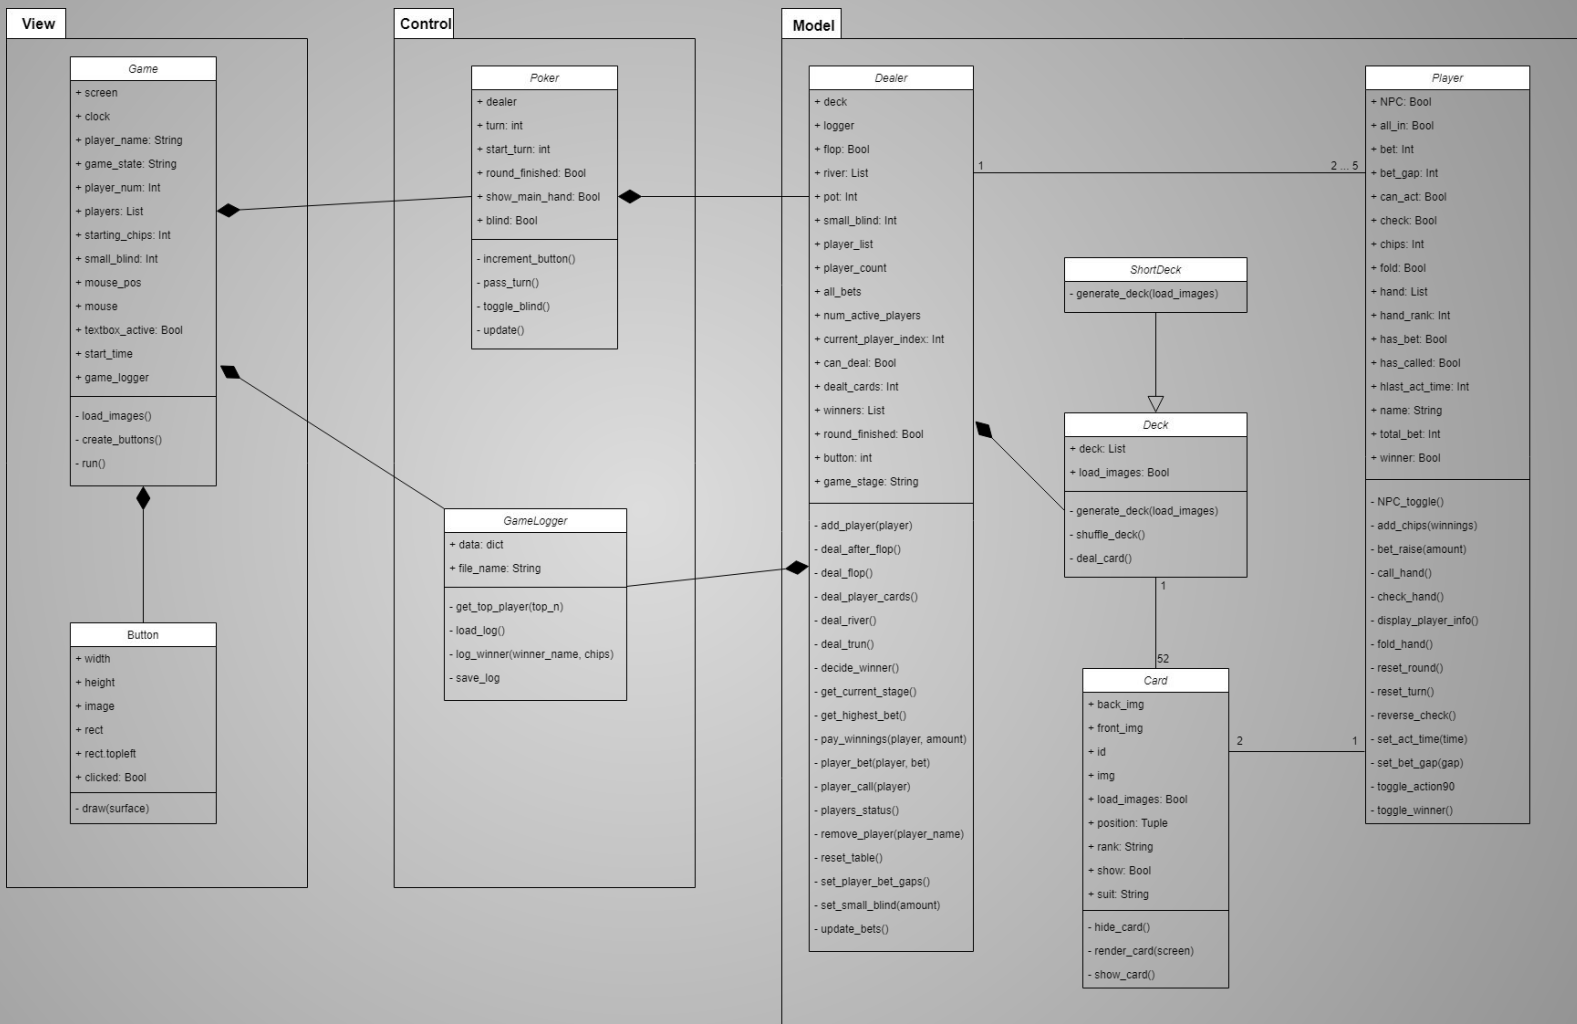 View
Game
+ screen
+ clock
+ player_name: String
+ game_state: String
+ player_num: Int
+ players: List
+ starting_chips: Int
+ small_blind: Int
+ mouse_pos
+ mouse
+ textbox_active: Bool
+ start_time
+ game_logger
- load_images()
- create_buttons()
- run()
Button
+ width
+ height
+ image
+ rect
+ rect.topleft
+ clicked: Bool
- draw(surface)
Control
Poker
+ dealer
+ turn: int
+ start_turn: int
+ round_finished: Bool
+ show_main_hand: Bool
+ blind: Bool
- increment_button()
- pass_turn()
- toggle_blind()
- update()
GameLogger
+ data: dict
+ file_name: String
- get_top_player(top_n)
- load_log()
- log_winner(winner_name, chips)
- save_log
Model
Dealer
+ deck
+ logger
+ flop: Bool
+ river: List
+ pot: Int
+ small_blind: Int
+ player_list
+ player_count
+ all_bets
+ num_active_players
+ current_player_index: Int
+ can_deal: Bool
+ dealt_cards: Int
+ winners: List
+ round_finished: Bool
+ button: int
+ game_stage: String
- add_player(player)
- deal_after_flop()
- deal_flop()
- deal_player_cards()
- deal_river()
- deal_trun()
- decide_winner()
- get_current_stage()
- get_highest_bet()
- pay_winnings(player, amount)
- player_bet(player, bet)
- player_call(player)
- players_status()
- remove_player(player_name)
- reset_table()
- set_player_bet_gaps()
- set_small_blind(amount)
- update_bets()
1
2 ... 5
ShortDeck
- generate_deck(load_images)
Deck
+ deck: List
+ load_images: Bool
- generate_deck(load_images)
- shuffle_deck()
- deal_card()
1
52
Card
+ back_img
+ front_img
+ id
+ img
+ load_images: Bool
+ position: Tuple
+ rank: String
+ show: Bool
+ suit: String
- hide_card()
- render_card(screen)
- show_card()
2
1
Player
+ NPC: Bool
+ all_in: Bool
+ bet: Int
+ bet_gap: Int
+ can_act: Bool
+ check: Bool
+ chips: Int
+ fold: Bool
+ hand: List
+ hand_rank: Int
+ has_bet: Bool
+ has_called: Bool
+ hlast_act_time: Int
+ name: String
+ total_bet: Int
+ winner: Bool
- NPC_toggle()
- add_chips(winnings)
- bet_raise(amount)
- call_hand()
- check_hand()
- display_player_info()
- fold_hand()
- reset_round()
- reset_turn()
- reverse_check()
- set_act_time(time)
- set_bet_gap(gap)
- toggle_action90
- toggle_winner()